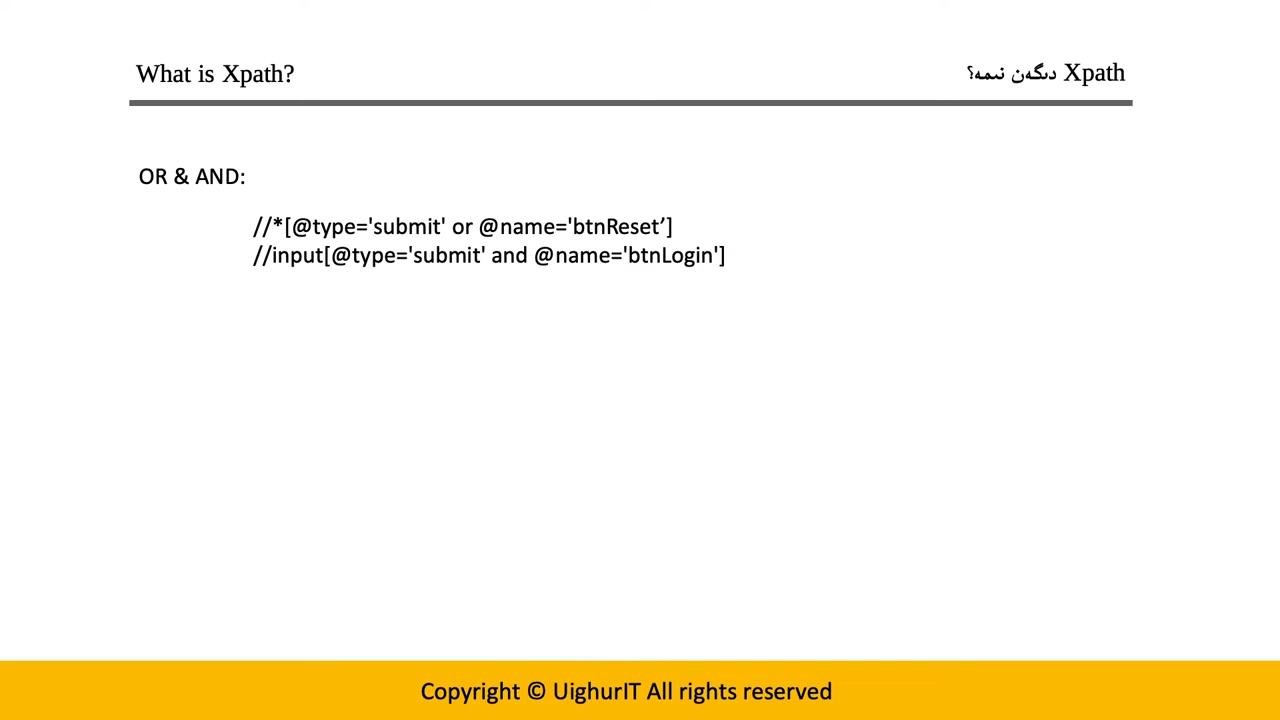 What is Xpath?
Xpath دىگەن نىمە؟
OR & AND:
//*[@type='submit' or @name='btnReset’]
//input[@type='submit' and @name='btnLogin']
Copyright © UighurIT All rights reserved